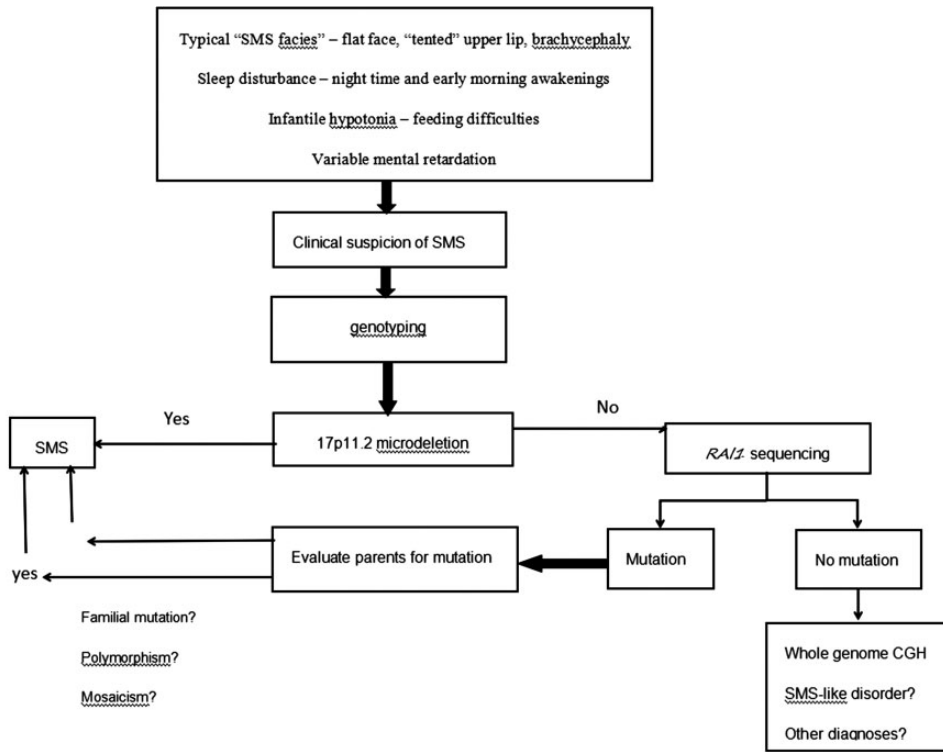 Typical “SMS facies” – flat face, “tented” upper lip, brachycephaly
Sleep disturbance – night time and early morning awakenings
Infantile hypotonia – feeding difficulties
Variable mental retardation
Clinical suspicion of SMS
genotyping
Yes
No
SMS
17p11.2 microdeletion
RAI1 sequencing
Evaluate parents for mutation
Mutation
No mutation
yes
Familial mutation?
Polymorphism?
Mosaicism?
Whole genome CGH
SMS-like disorder?
Other diagnoses?